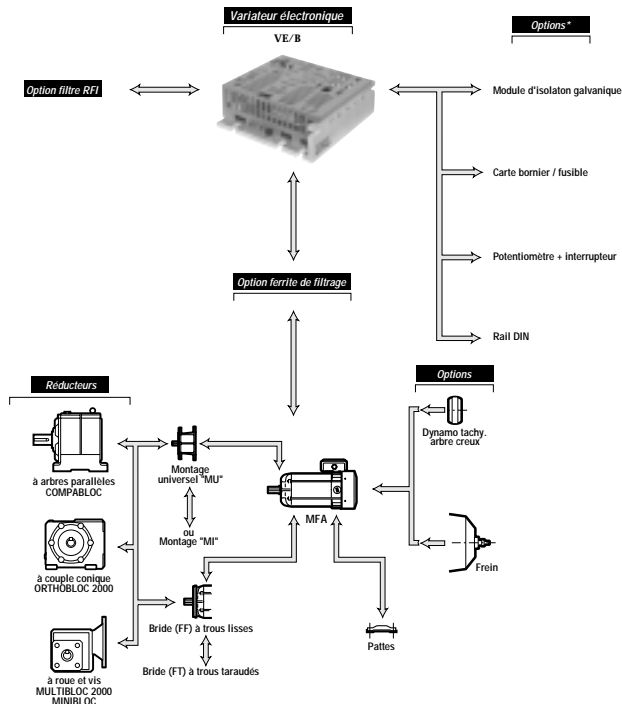 Variateur électronique
VE/B
Options*
Option filtre RFI
Module d'isolaton galvanique
Carte bornier / fusible
Potentiomètre + interrupteur
Option ferrite de filtrage
Rail DIN
Réducteurs
Options
Dynamo tachy.
arbre creux
à arbres parallèles
COMPABLOC
Montage
universel "MU"
MFA
ou
Montage "MI"
Frein
à couple conique
ORTHOBLOC 2000
Bride (FF) à trous lisses
Pattes
Bride (FT) à trous taraudés
à roue et vis
MULTIBLOC 2000
MINIBLOC